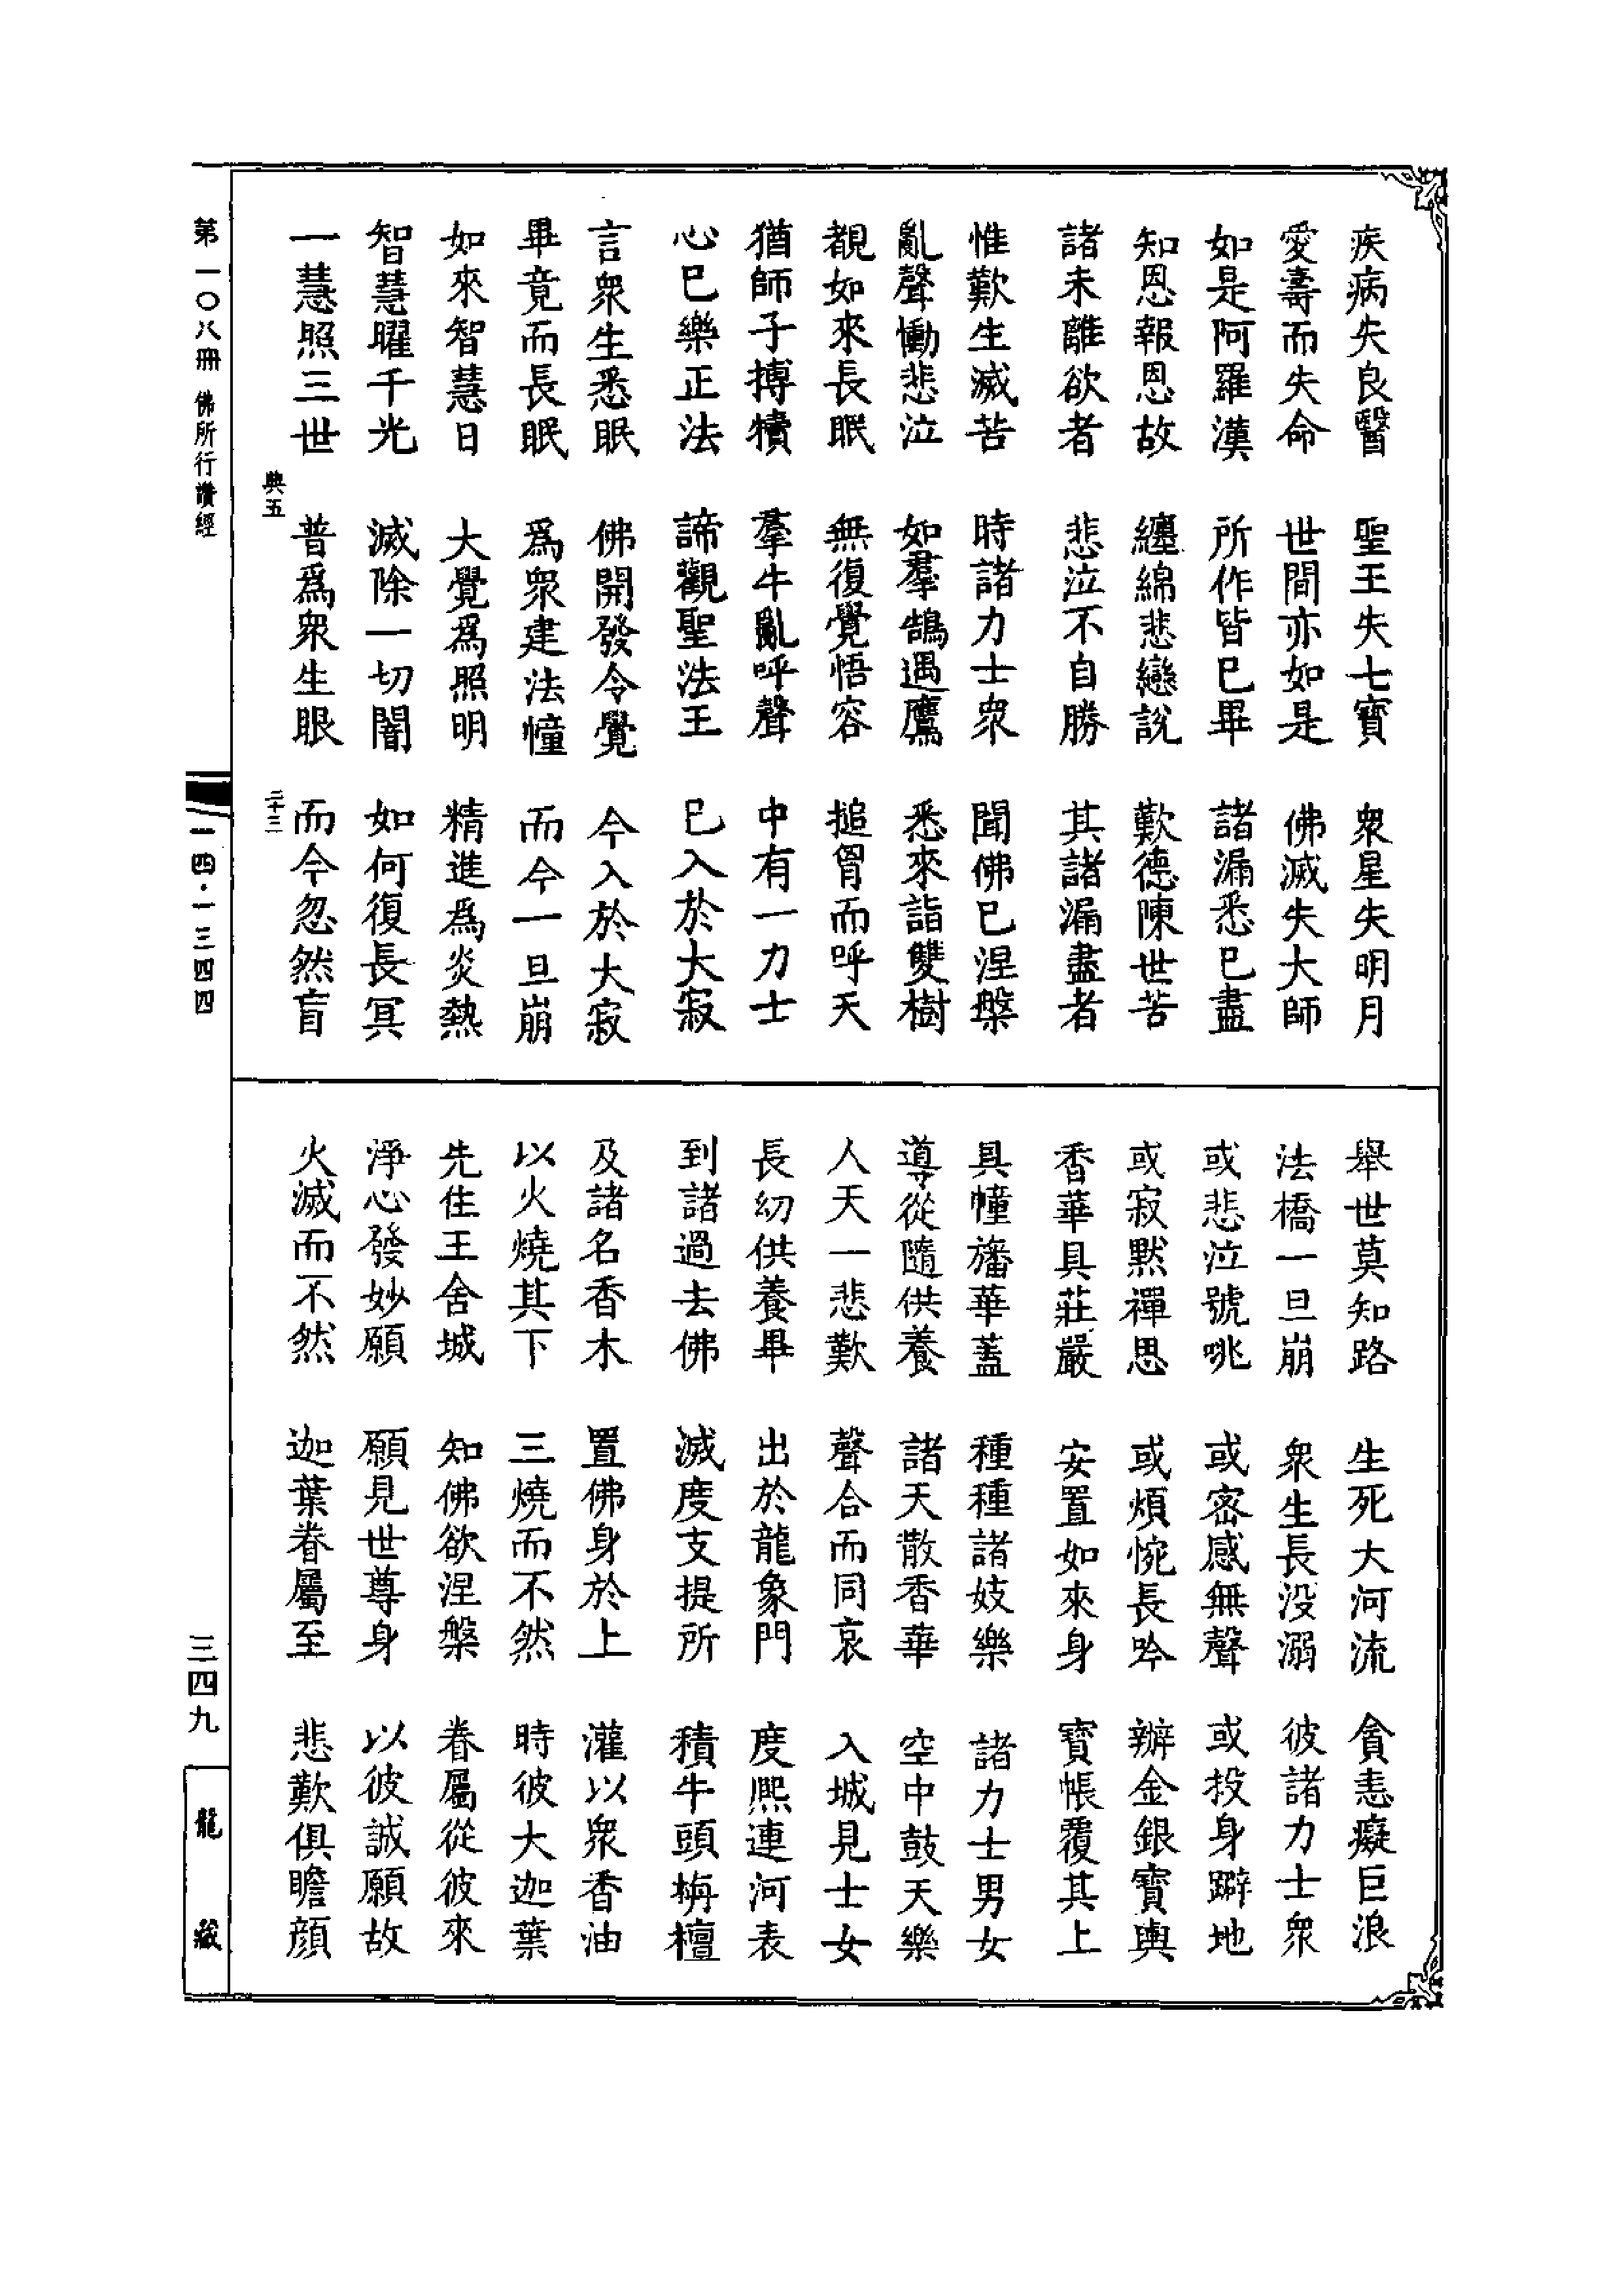 疾病失良醫　聖王失七寶　衆星失明月
愛壽而失命　世間亦如是　佛滅失大師
如是阿羅漢　所作皆已畢　諸漏悉已盡
知恩報恩故　纏綿悲戀說　歎德陳世苦
諸未離欲者　悲泣不自勝　其諸漏盡者
惟歎生滅苦　時諸力士衆　聞佛已涅槃
亂聲慟悲泣　如羣鵠遇鷹　悉來詣雙樹
覩如來長眠　無復覺悟容　搥胷而呼天
猶師子搏犢　羣牛亂呼聲　中有一力士
心已樂正法　諦觀聖法王　已入於大寂
言衆生悉眠　佛開發令覺　今入於大寂
畢竟而長眠　爲衆建法幢　而今一旦崩
如來智慧日　大覺爲照明　精進爲炎熱
智慧曜千光　滅除一切闇　如何復長冥
一慧照三世　普爲衆生眼　而今忽然盲
典五　二十三
舉世莫知路　生死大河流　貪恚癡巨浪
法橋一旦崩　衆生長没溺　彼諸力士衆
或悲泣號咷　或密感無聲　或投身躃地
或寂默禪思　或煩惋長吟　辦金銀寶輿
香華具莊嚴　安置如來身　寶帳覆其上
具幢旛華蓋　種種諸妓樂　諸力士男女
導從隨供養　諸天散香華　空中鼓天樂
人天一悲歎　聲合而同哀　入城見士女
長幼供養畢　出於龍象門　度熙連河表
到諸過去佛　滅度支提所　積牛頭栴檀
及諸名香木　置佛身於上　灌以衆香油
以火燒其下　三燒而不然　時彼大迦葉
先住王舍城　知佛欲涅槃　眷屬從彼來
淨心發妙願　願見世尊身　以彼誠願故
火滅而不然　迦葉眷屬至　悲歎俱瞻顔
第一〇八冊　佛所行讚經
一四·一三四四
三四九
龍藏